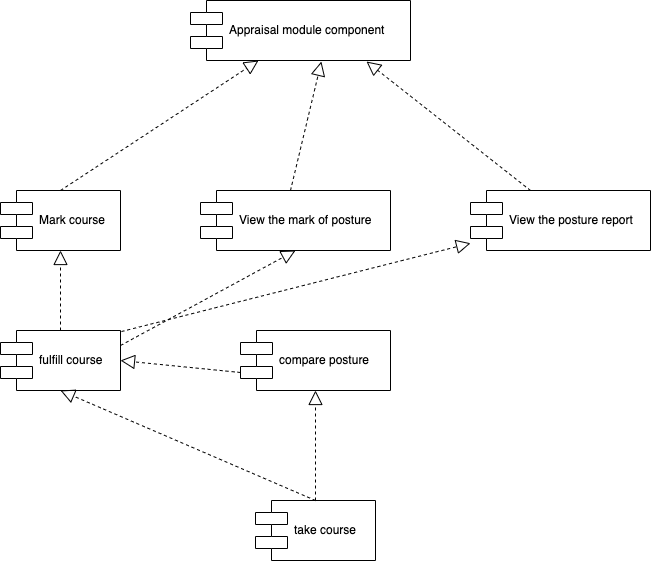 Appraisal module component
Mark course
View the mark of posture
View the posture report
fulfill course
compare posture
take course